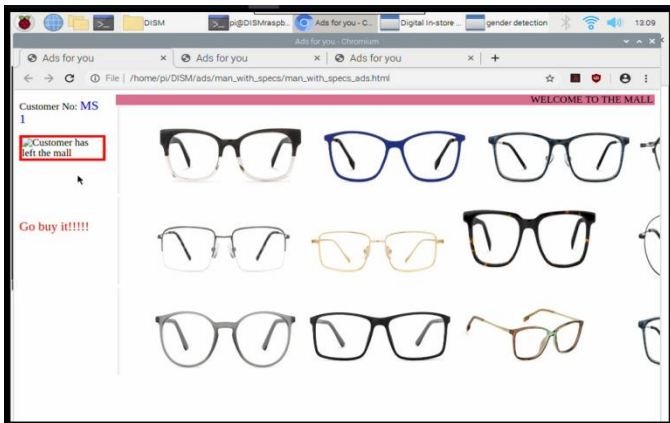 DISM
pi@DISMraspb...
Ads for you - C...
Digital In-store ...
gender detection
13:09
Ads for you - Chromium
Ads for you
Ads for you
Ads for you
File | /home/pi/DISM/ads/man_with_specs/man_with_specs_ads.html
WELCOME TO THE MALL
Customer No: MS
1
Customer has
left the mall
Go buy it!!!!!